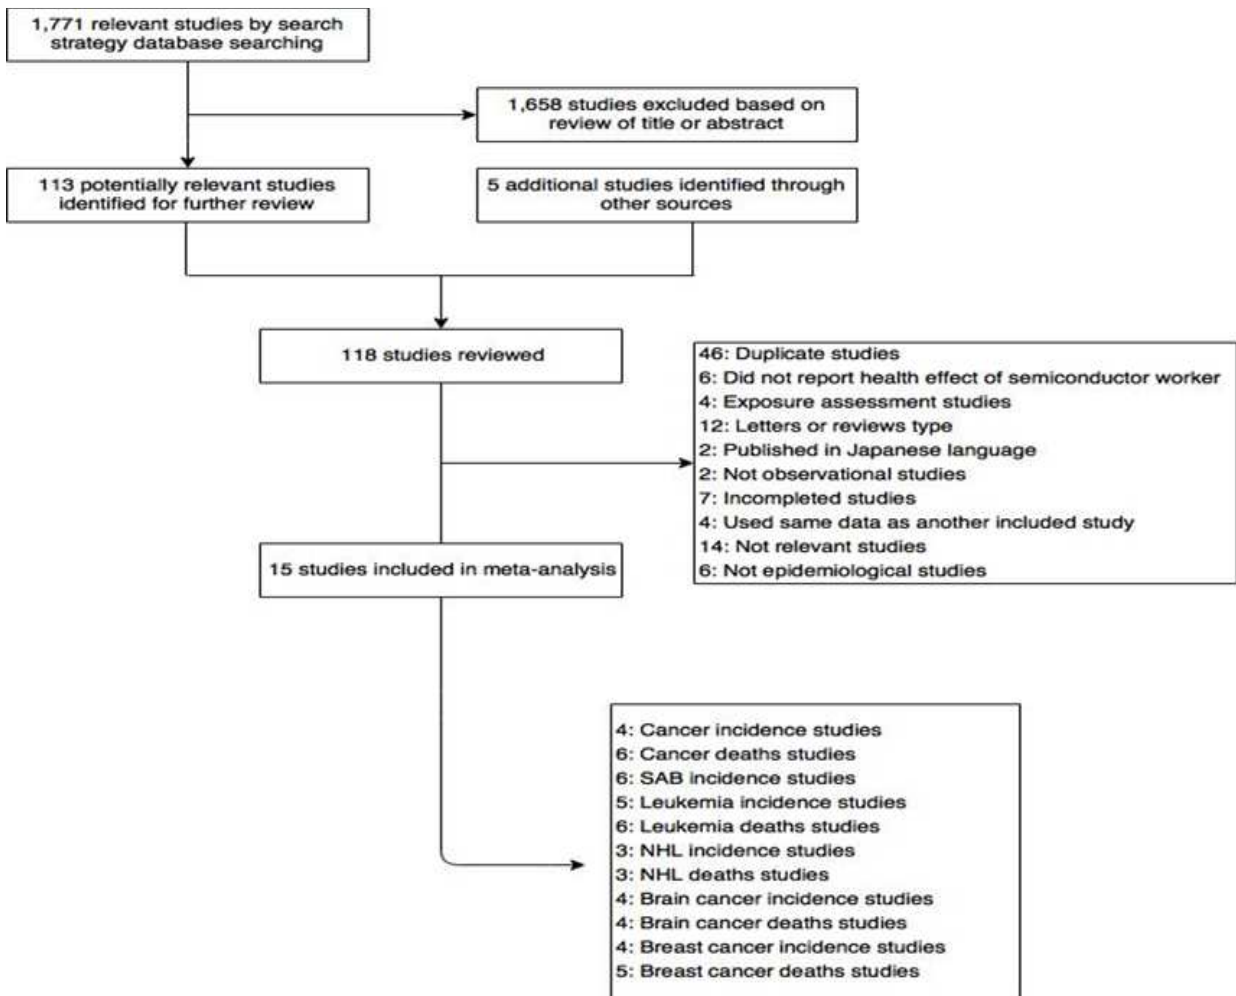 1,771 relevant studies by search
strategy database searching
1,658 studies excluded based on
review of title or abstract
113 potentially relevant studies
identified for further review
5 additional studies identified through
other sources
118 studies reviewed
46: Duplicate studies
6: Did not report health effect of semiconductor worker
4: Exposure assessment studies
12: Letters or reviews type
2: Published in Japanese language
2: Not observational studies
7: Incompleted studies
4: Used same data as another included study
14: Not relevant studies
6: Not epidemiological studies
15 studies included in meta-analysis
4: Cancer incidence studies
6: Cancer deaths studies
6: SAB incidence studies
5: Leukemia incidence studies
6: Leukemia deaths studies
3: NHL incidence studies
3: NHL deaths studies
4: Brain cancer incidence studies
4: Brain cancer deaths studies
4: Breast cancer incidence studies
5: Breast cancer deaths studies